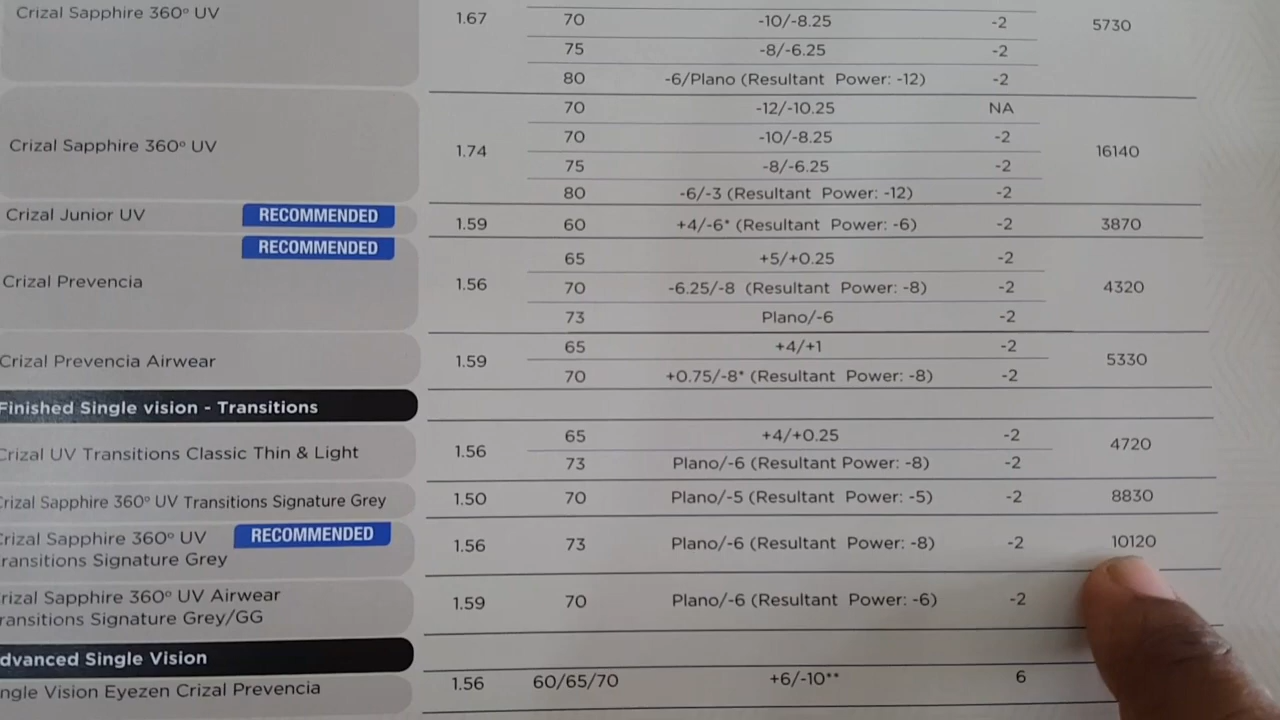 Crizal Sapphire 360º UV 1.67 70 -10/-8.25 -2 5730
75 -8/-6.25 -2
80 -6/Plano (Resultant Power: -12) -2
Crizal Sapphire 360º UV 1.74 70 -12/-10.25 NA 16140
70 -10/-8.25 -2
75 -8/-6.25 -2
80 -6/-3 (Resultant Power: -12) -2
Crizal Junior UV RECOMMENDED 1.59 60 +4/-6* (Resultant Power: -6) -2 3870
RECOMMENDED
Crizal Prevencia 1.56 65 +5/+0.25 -2 4320
70 -6.25/-8 (Resultant Power: -8) -2
73 Plano/-6 -2
Crizal Prevencia Airwear 1.59 65 +4/+1 -2 5330
70 +0.75/-8* (Resultant Power: -8) -2
Finished Single vision - Transitions
Crizal UV Transitions Classic Thin & Light 1.56 65 +4/+0.25 -2 4720
73 Plano/-6 (Resultant Power: -8) -2
Crizal Sapphire 360º UV Transitions Signature Grey 1.50 70 Plano/-5 (Resultant Power: -5) -2 8830
rizal Sapphire 360º UV RECOMMENDED 1.56 73 Plano/-6 (Resultant Power: -8) -2 10120
ransitions Signature Grey
rizal Sapphire 360º UV Airwear 1.59 70 Plano/-6 (Resultant Power: -6) -2
ransitions Signature Grey/GG
dvanced Single Vision
ngle Vision Eyezen Crizal Prevencia 1.56 60/65/70 +6/-10** 6